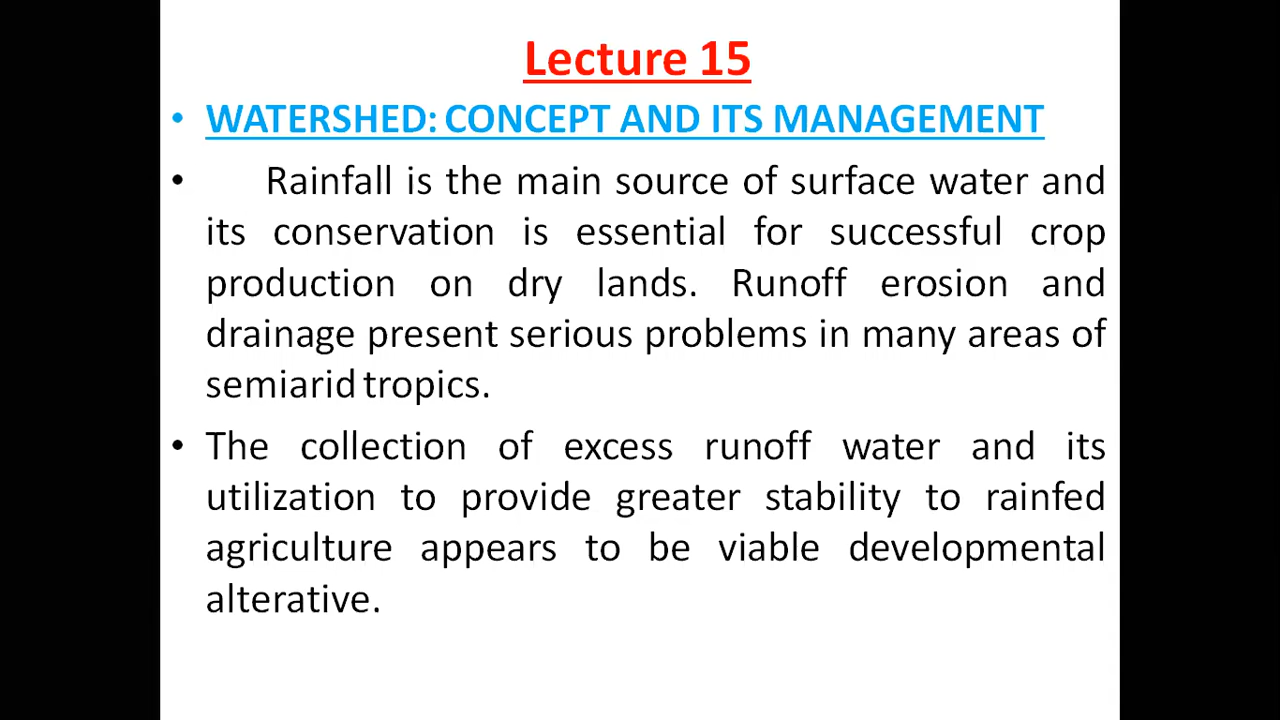 Lecture 15
• WATERSHED: CONCEPT AND ITS MANAGEMENT
• Rainfall is the main source of surface water and
its conservation is essential for successful crop
production on dry lands. Runoff erosion and
drainage present serious problems in many areas of
semiarid tropics.
• The collection of excess runoff water and its
utilization to provide greater stability to rainfed
agriculture appears to be viable developmental
alterative.